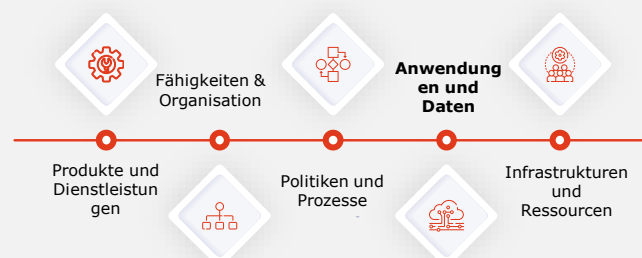 Produkte und
Dienstleistun
gen
Fähigkeiten &
Organisation
Politiken und
Prozesse
Anwendung
en und
Daten
Infrastrukturen
und
Ressourcen